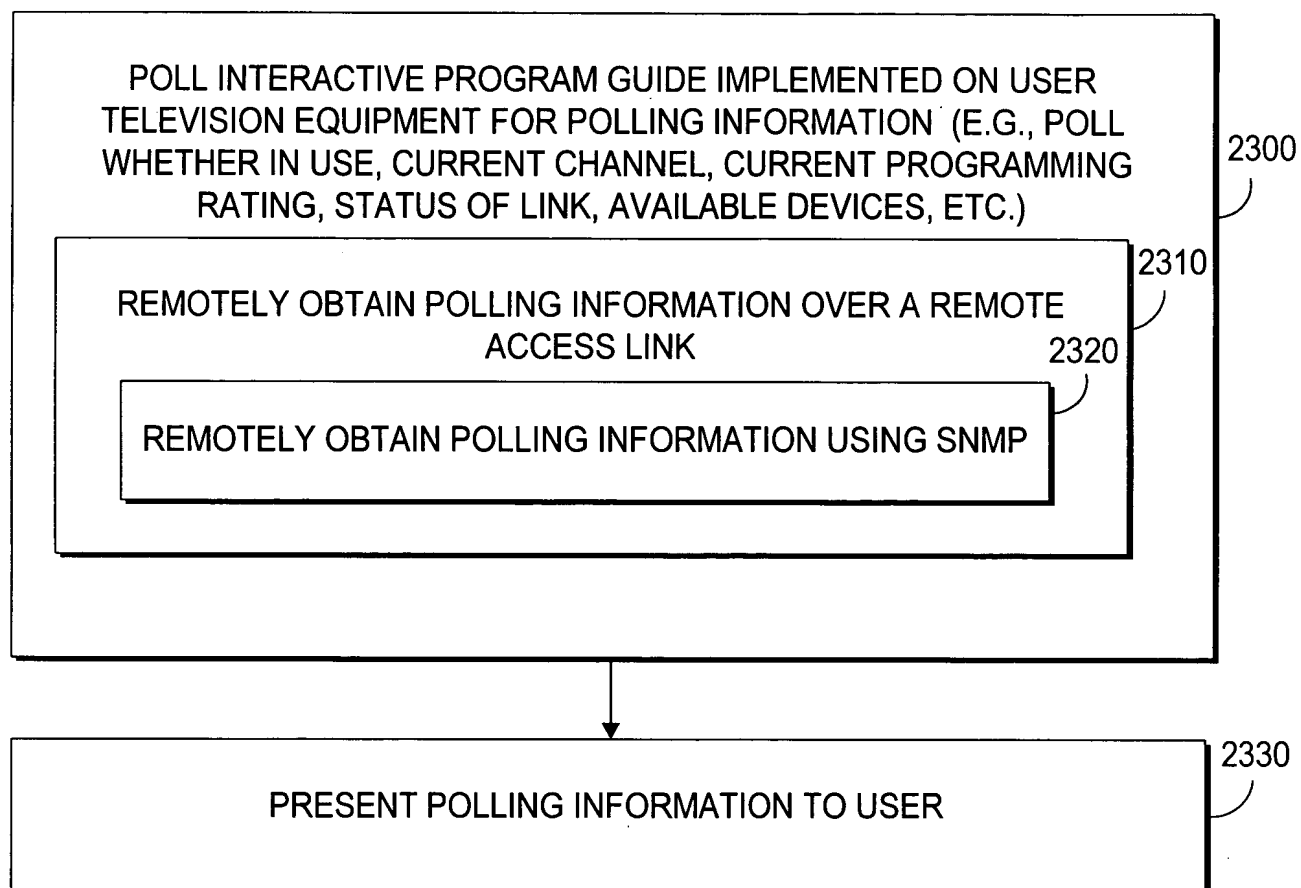 POLL INTERACTIVE PROGRAM GUIDE IMPLEMENTED ON USER
TELEVISION EQUIPMENT FOR POLLING INFORMATION (E.G., POLL
WHETHER IN USE, CURRENT CHANNEL, CURRENT PROGRAMMING
RATING, STATUS OF LINK, AVAILABLE DEVICES, ETC.)
2300
2310
REMOTELY OBTAIN POLLING INFORMATION OVER A REMOTE
ACCESS LINK
2320
REMOTELY OBTAIN POLLING INFORMATION USING SNMP
2330
PRESENT POLLING INFORMATION TO USER